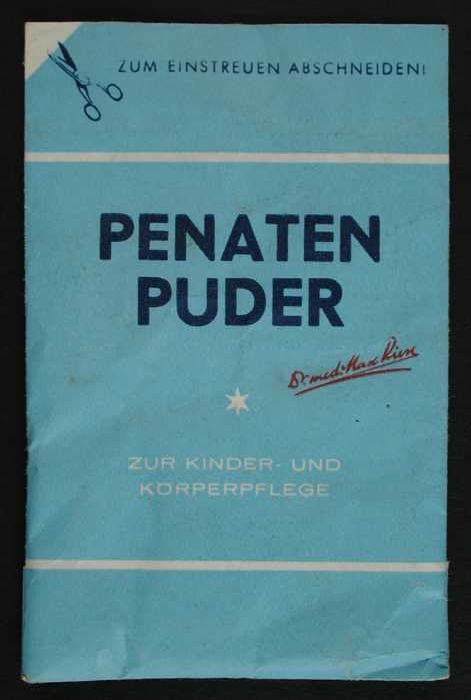 ZUM EINSTREUEN ABSCHNEIDEN!
PENATEN
PUDER
Dr. med. Max Riese
ZUR KINDER- UND
KÖRPERPFLEGE